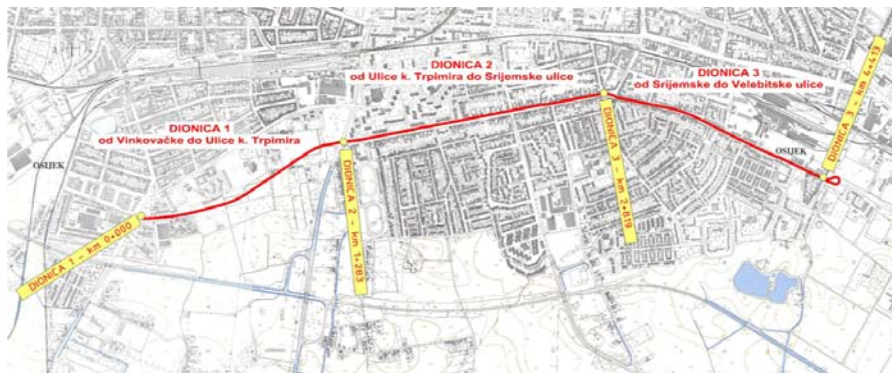 DIONICA 2
od Ulice k. Trpimira do Srijemske ulice
DIONICA 3
od Srijemske do Velebitske ulice
DIONICA 1
od Vinkovačke do Ulice k. Trpimira
OSIJEK
OSIJEK
DIONICA 1 - km 0+000
DIONICA 2 - km 1+283
DIONICA 3 - km 2+819
DIONICA 3 - km 4+413